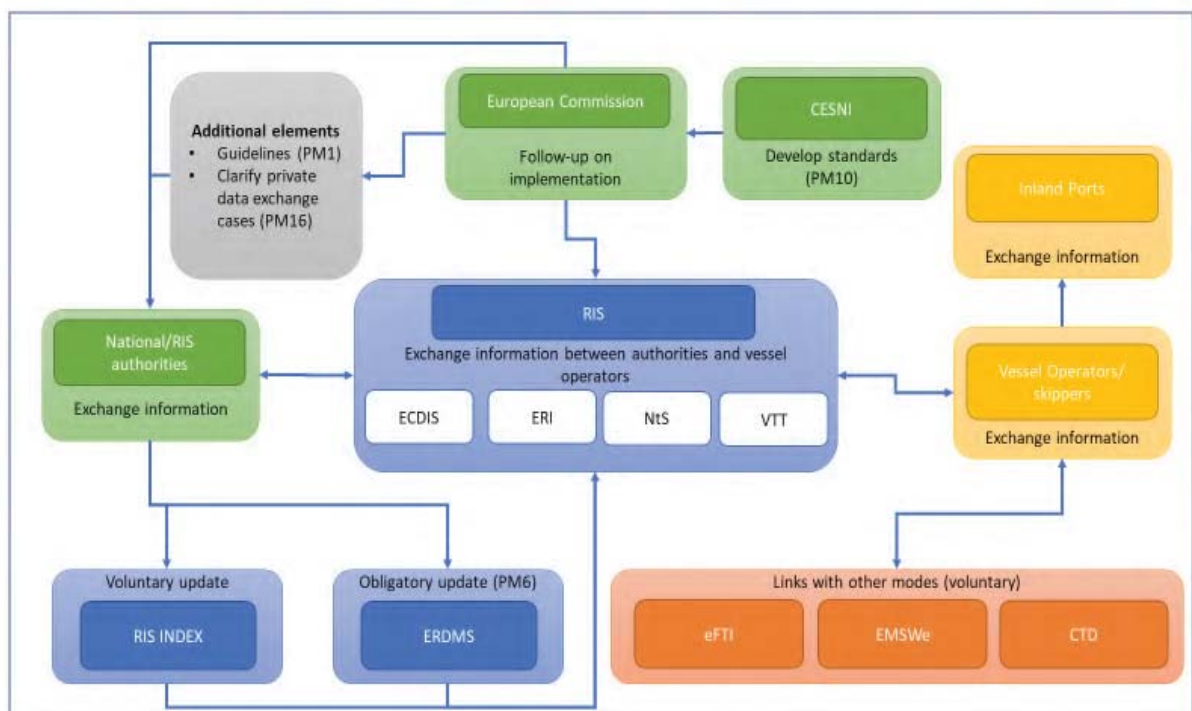 European Commission
Follow-up on
implementation
CESNI
Develop standards
(PM10)
Additional elements
• Guidelines (PM1)
• Clarify private
data exchange
cases (PM16)
Inland Ports
Exchange information
National/RIS
authorities
Exchange information
RIS
Exchange information between authorities and vessel
operators
ECDIS
ERI
NtS
VTT
Vessel Operators/
skippers
Exchange information
Voluntary update
RIS INDEX
Obligatory update (PM6)
ERDMS
Links with other modes (voluntary)
eFTI
EMSWe
CTD